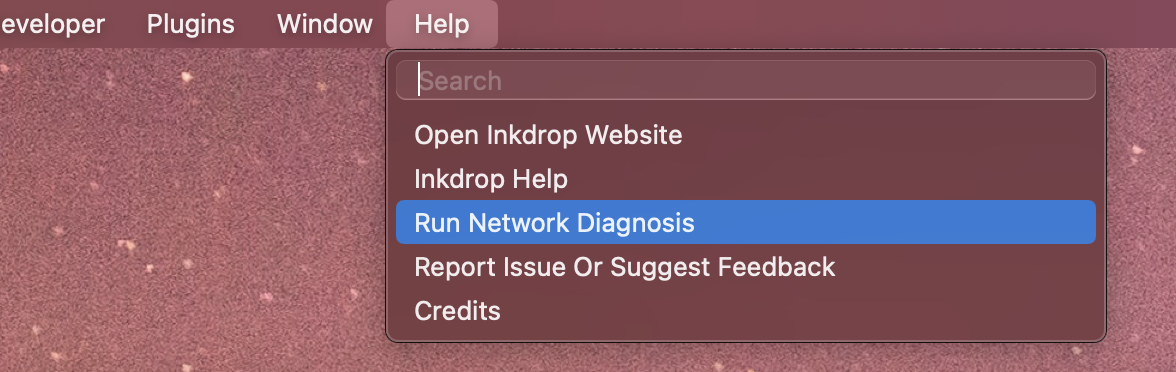 eveloper Plugins Window Help
Search
Open Inkdrop Website
Inkdrop Help
Run Network Diagnosis
Report Issue Or Suggest Feedback
Credits